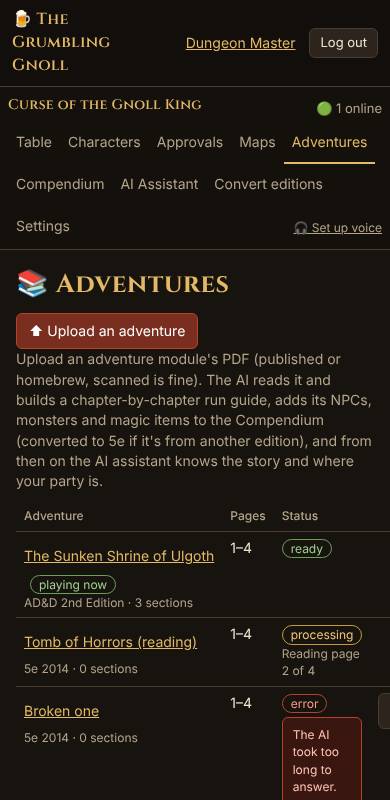 🍺 The
Grumbling
Gnoll
Dungeon Master
Log out
Curse of the Gnoll King
🟢 1 online
Table Characters Approvals Maps Adventures
Compendium AI Assistant Convert editions
Settings
🎧 Set up voice
📚 Adventures
⬆ Upload an adventure
Upload an adventure module's PDF (published or
homebrew, scanned is fine). The AI reads it and
builds a chapter-by-chapter run guide, adds its NPCs,
monsters and magic items to the Compendium
(converted to 5e if it's from another edition), and from
then on the AI assistant knows the story and where
your party is.
Adventure Pages Status
The Sunken Shrine of Ulgoth 1–4 ready
playing now
AD&D 2nd Edition · 3 sections
Tomb of Horrors (reading) 1–4 processing
Reading page
5e 2014 · 0 sections 2 of 4
Broken one 1–4 error
5e 2014 · 0 sections
The AI
took too
long to
answer.